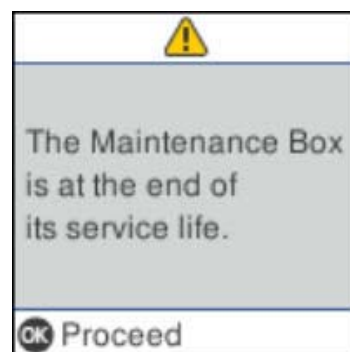 The Maintenance Box
is at the end of
its service life.
OK Proceed